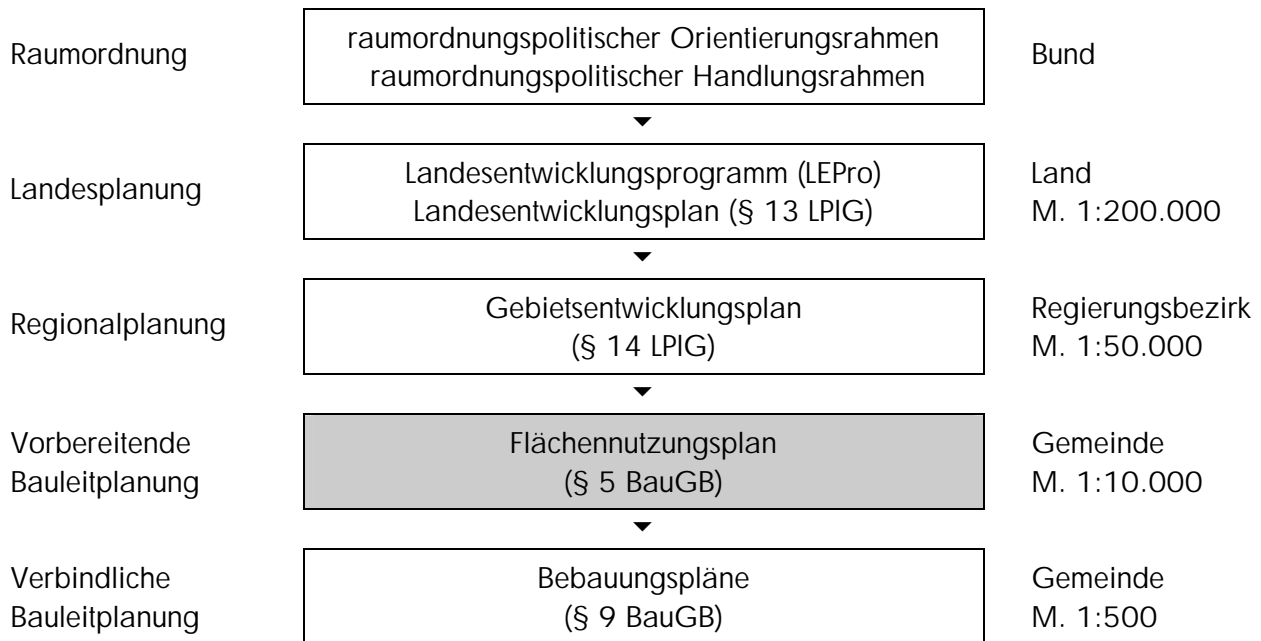 Raumordnung
raumordnungspolitischer Orientierungsrahmen
raumordnungspolitischer Handlungsrahmen
Bund
Landesplanung
Landesentwicklungsprogramm (LEPro)
Landesentwicklungsplan (§ 13 LPlG)
Land
M. 1:200.000
Regionalplanung
Gebietsentwicklungsplan
(§ 14 LPlG)
Regierungsbezirk
M. 1:50.000
Vorbereitende
Bauleitplanung
Flächennutzungsplan
(§ 5 BauGB)
Gemeinde
M. 1:10.000
Verbindliche
Bauleitplanung
Bebauungspläne
(§ 9 BauGB)
Gemeinde
M. 1:500